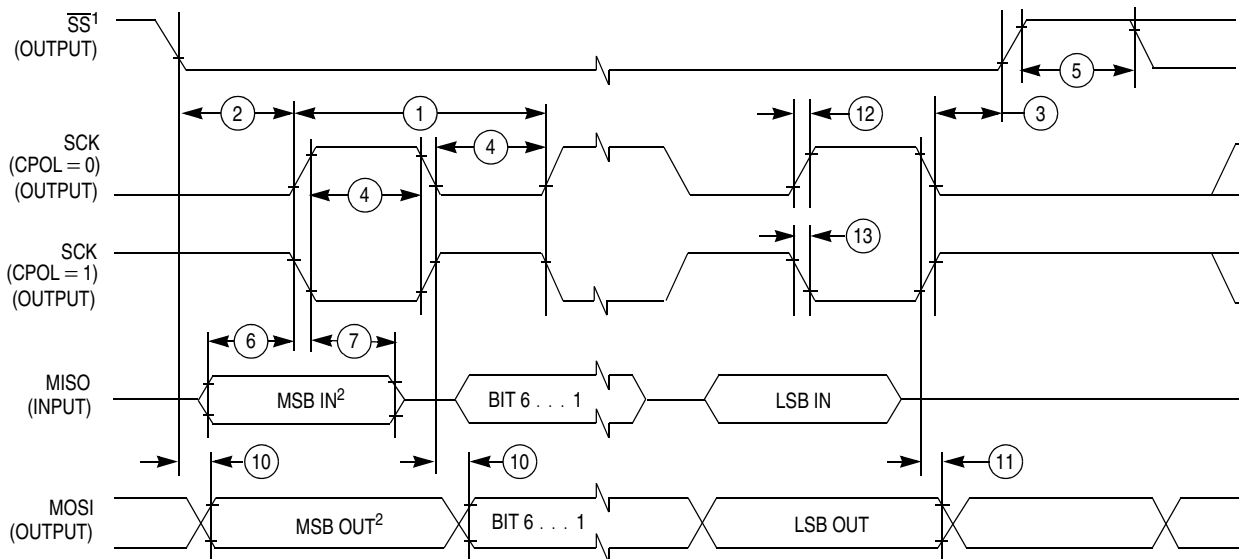 SS1
(OUTPUT)
5
2
1
12
3
SCK
(CPOL = 0)
(OUTPUT)
4
4
SCK
(CPOL = 1)
(OUTPUT)
13
6
7
MISO
(INPUT)
MSB IN2
BIT 6 . . . 1
LSB IN
10
10
11
MOSI
(OUTPUT)
MSB OUT2
BIT 6 . . . 1
LSB OUT